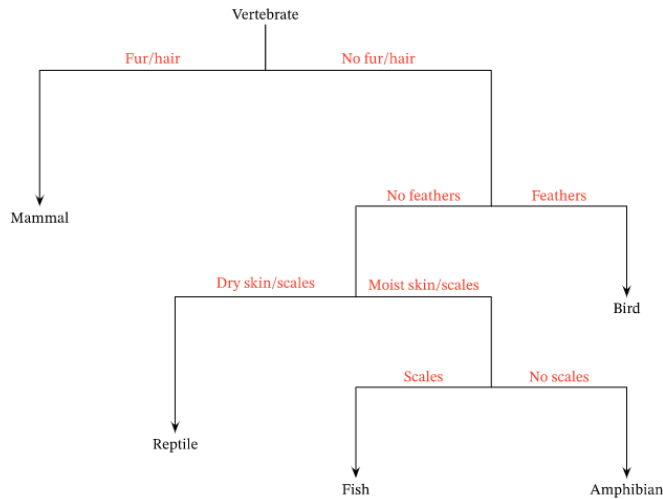 Vertebrate
Fur/hair
No fur/hair
Mammal
No feathers
Feathers
Dry skin/scales
Moist skin/scales
Bird
Scales
No scales
Reptile
Fish
Amphibian